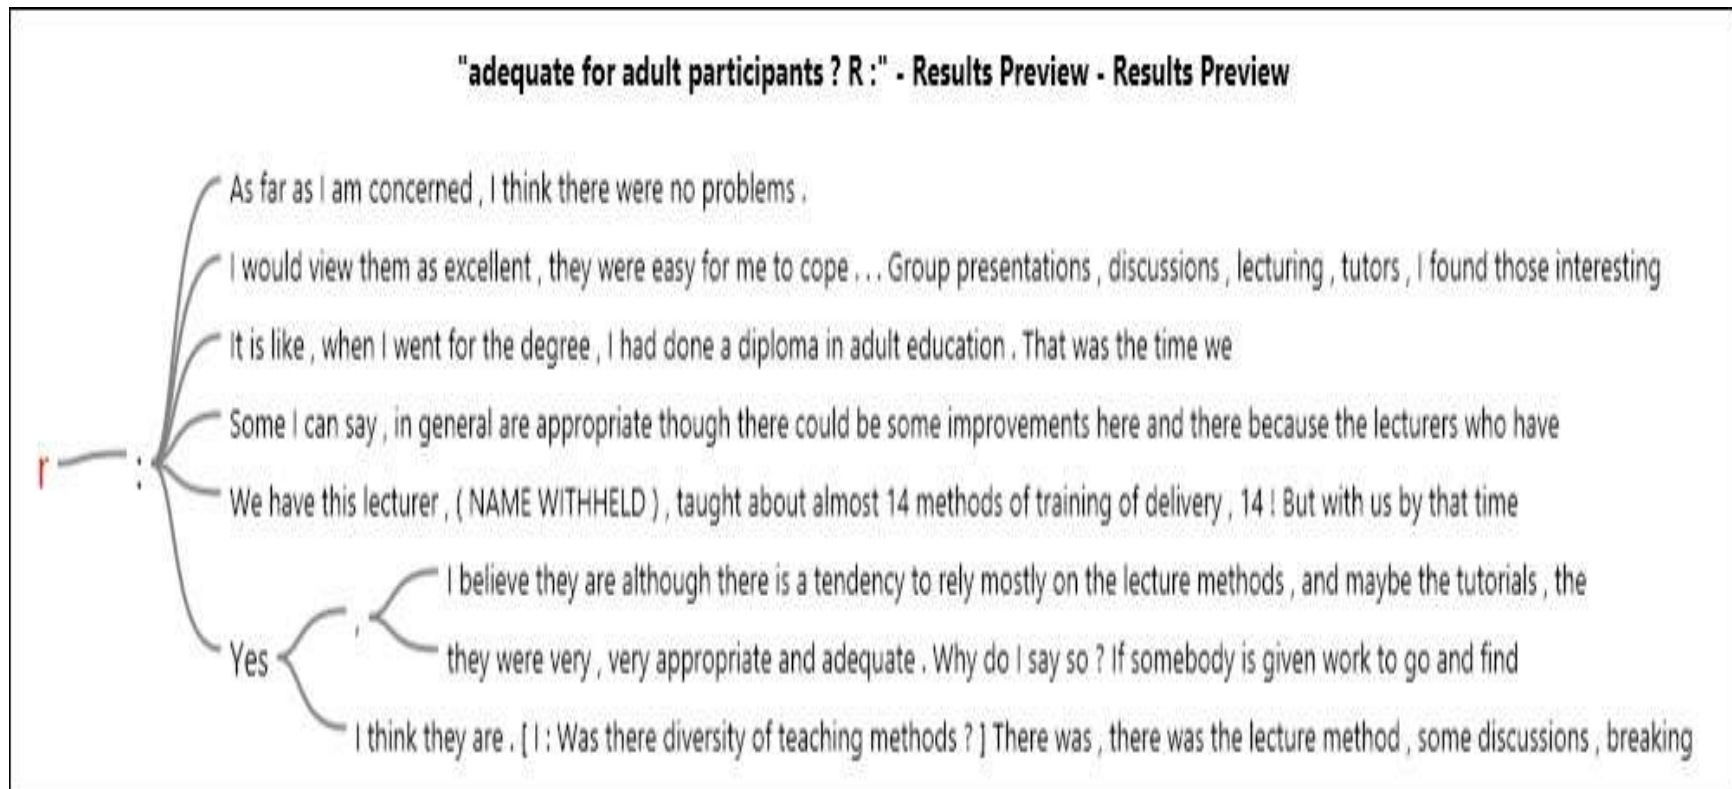 "adequate for adult participants ? R :" - Results Preview - Results Preview
As far as I am concerned , I think there were no problems .
I would view them as excellent , they were easy for me to cope . . . Group presentations , discussions , lecturing , tutors , I found those interesting
It is like , when I went for the degree , I had done a diploma in adult education . That was the time we
Some I can say , in general are appropriate though there could be some improvements here and there because the lecturers who have
r :
We have this lecturer , ( NAME WITHHELD ) , taught about almost 14 methods of training of delivery , 14 ! But with us by that time
I believe they are although there is a tendency to rely mostly on the lecture methods , and maybe the tutorials , the
,
Yes
they were very , very appropriate and adequate . Why do I say so ? If somebody is given work to go and find
I think they are . [ I : Was there diversity of teaching methods ? ] There was , there was the lecture method , some discussions , breaking